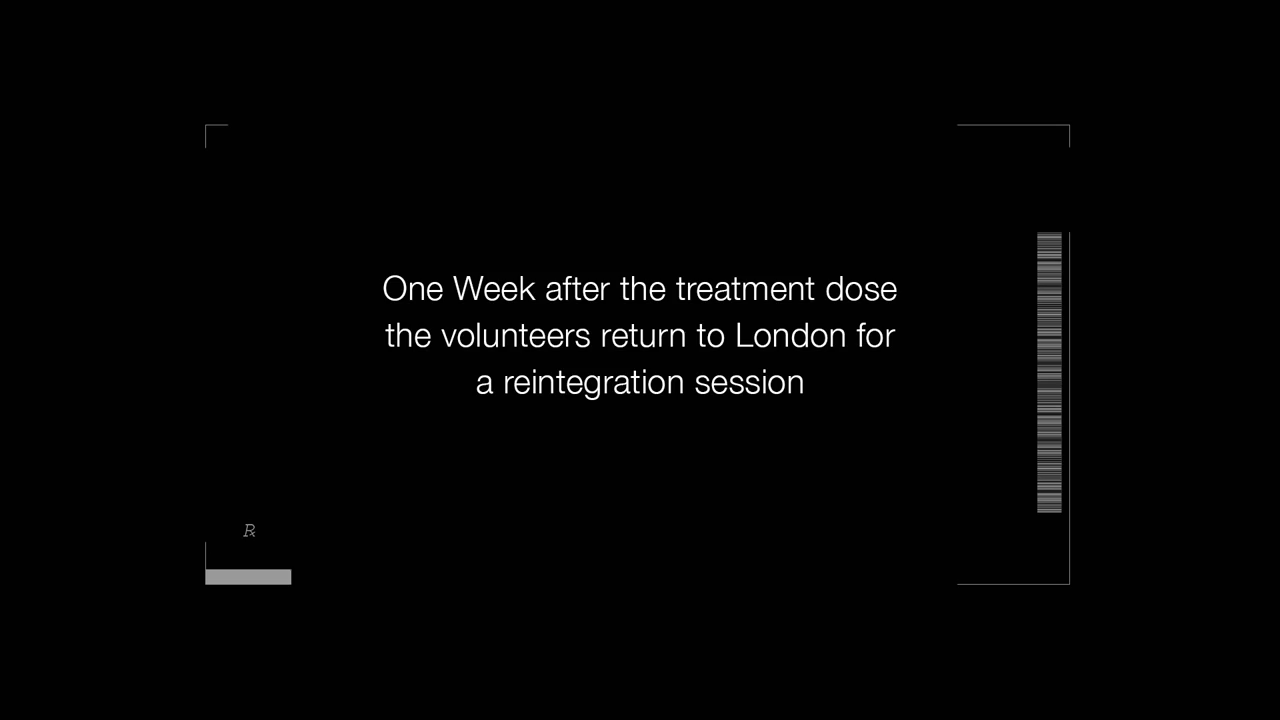 One Week after the treatment dose
the volunteers return to London for
a reintegration session
℞